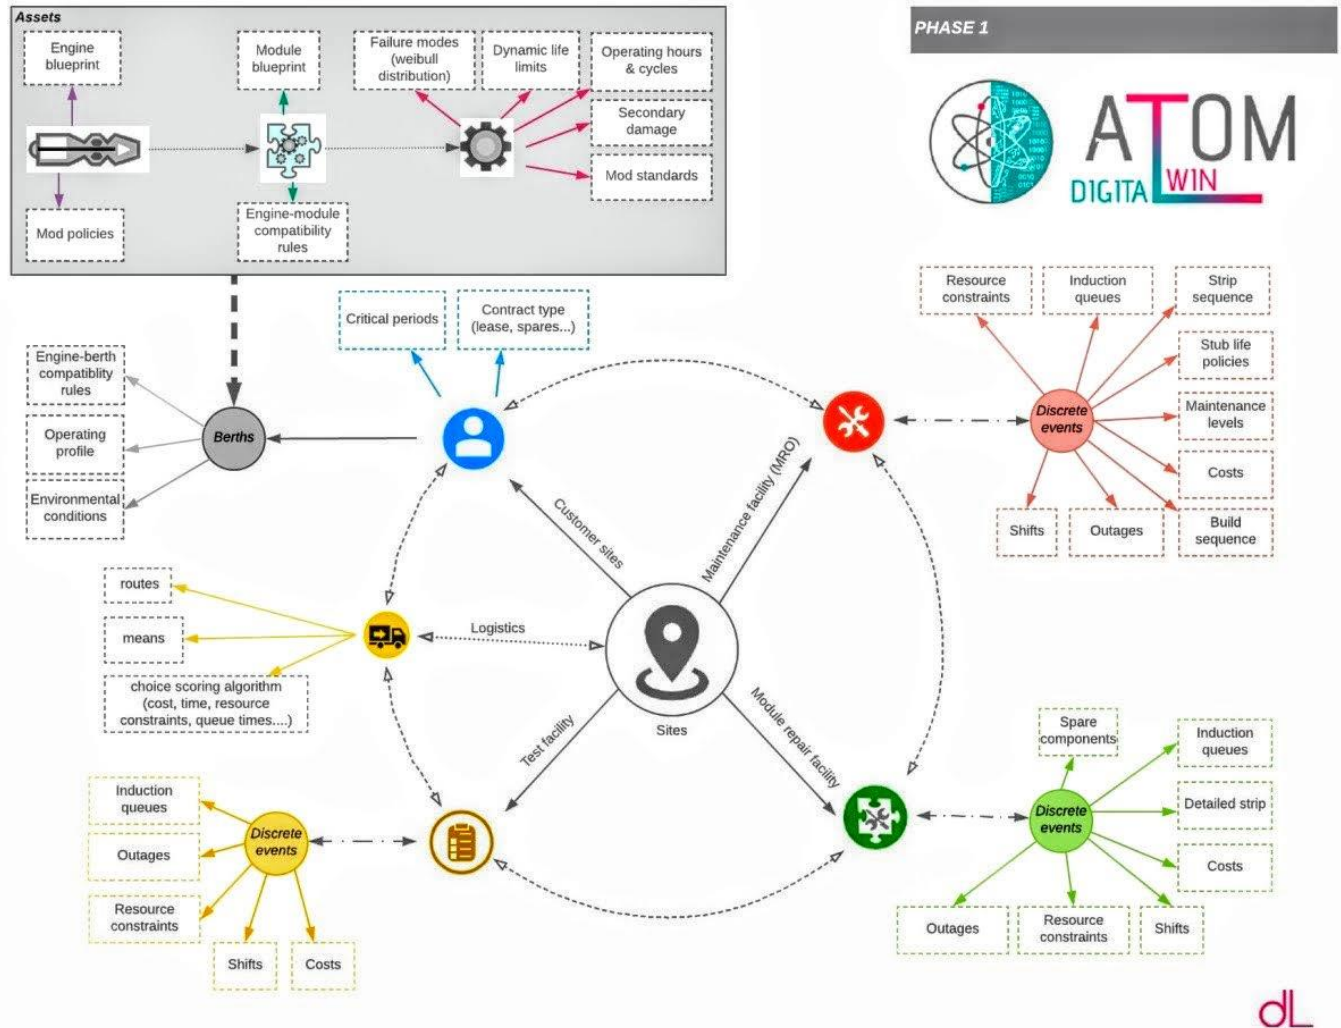 Assets
Engine
blueprint
Module
blueprint
Failure modes
(weibull
distribution)
Dynamic life
limits
Operating hours
& cycles
Secondary
damage
Mod standards
Mod policies
Engine-module
compatibility
rules
PHASE 1
ATOM
DIGITAL TWIN
Critical periods
Contract type
(lease, spares...)
Engine-berth
compatiblity
rules
Operating
profile
Environmental
conditions
Berths
Resource
constraints
Induction
queues
Strip
sequence
Stub life
policies
Maintenance
levels
Costs
Build
sequence
Outages
Shifts
Discrete
events
Customer sites
Maintenance facility (MRO)
Logistics
Test facility
Module repair facility
Sites
routes
means
choice scoring algorithm
(cost, time, resource
constraints, queue times....)
Induction
queues
Outages
Resource
constraints
Shifts
Costs
Discrete
events
Spare
components
Induction
queues
Detailed strip
Costs
Shifts
Resource
constraints
Outages
Discrete
events
dL